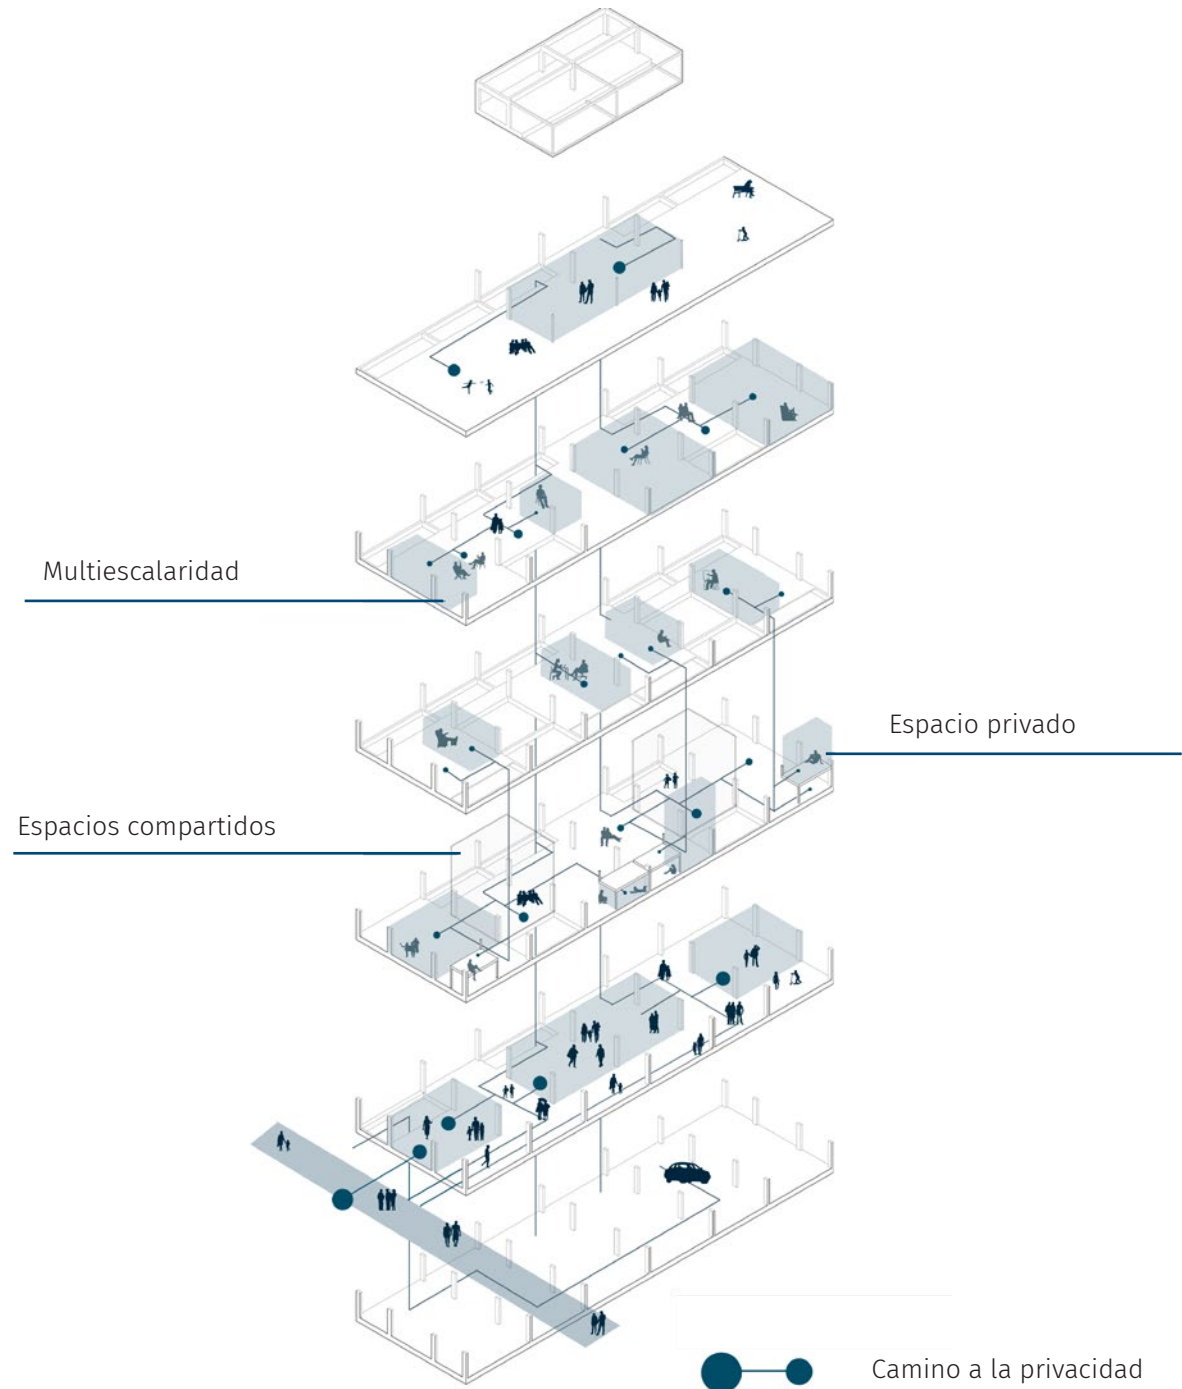 Multiescalaridad
Espacio privado
Espacios compartidos
Camino a la privacidad